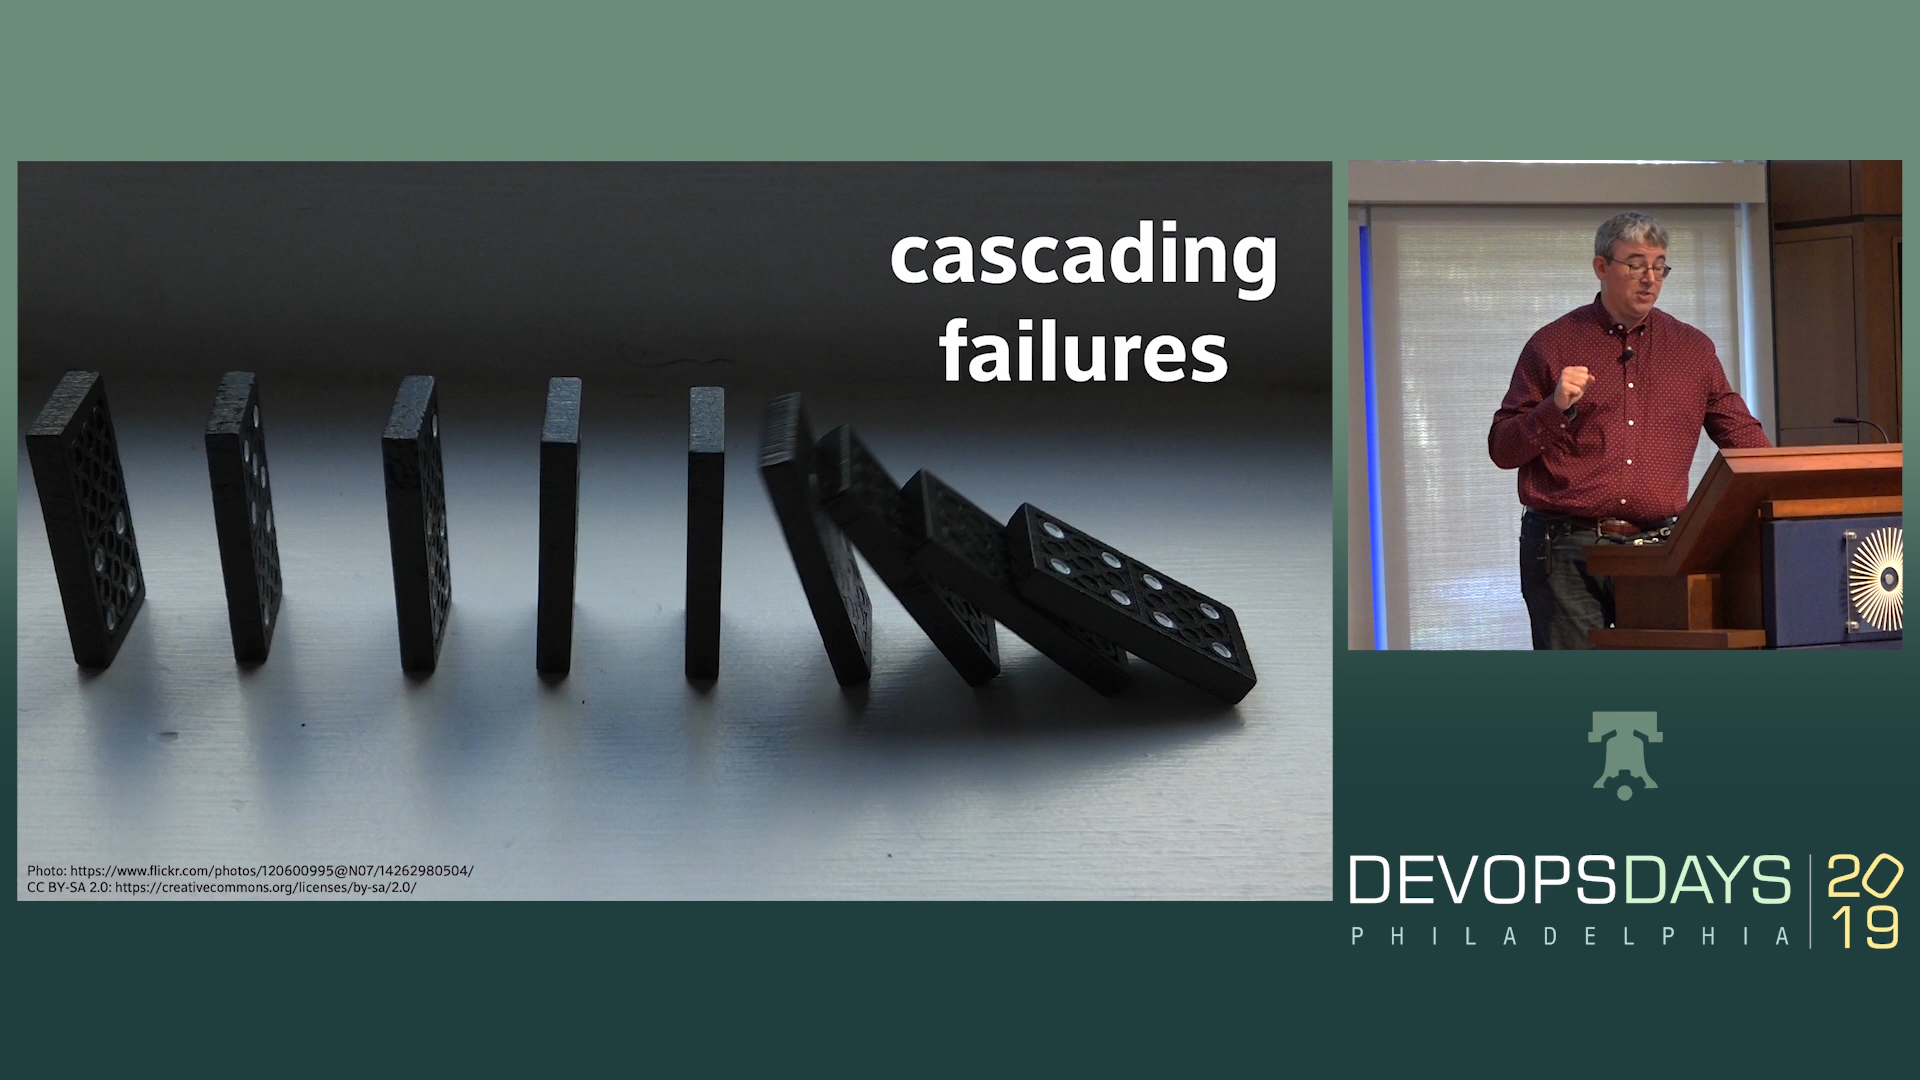 cascading
failures
Photo: https://www.flickr.com/photos/120600995@N07/14262980504/
CC BY-SA 2.0: https://creativecommons.org/licenses/by-sa/2.0/
DEVOPSDAYS
PHILADELPHIA
20
19